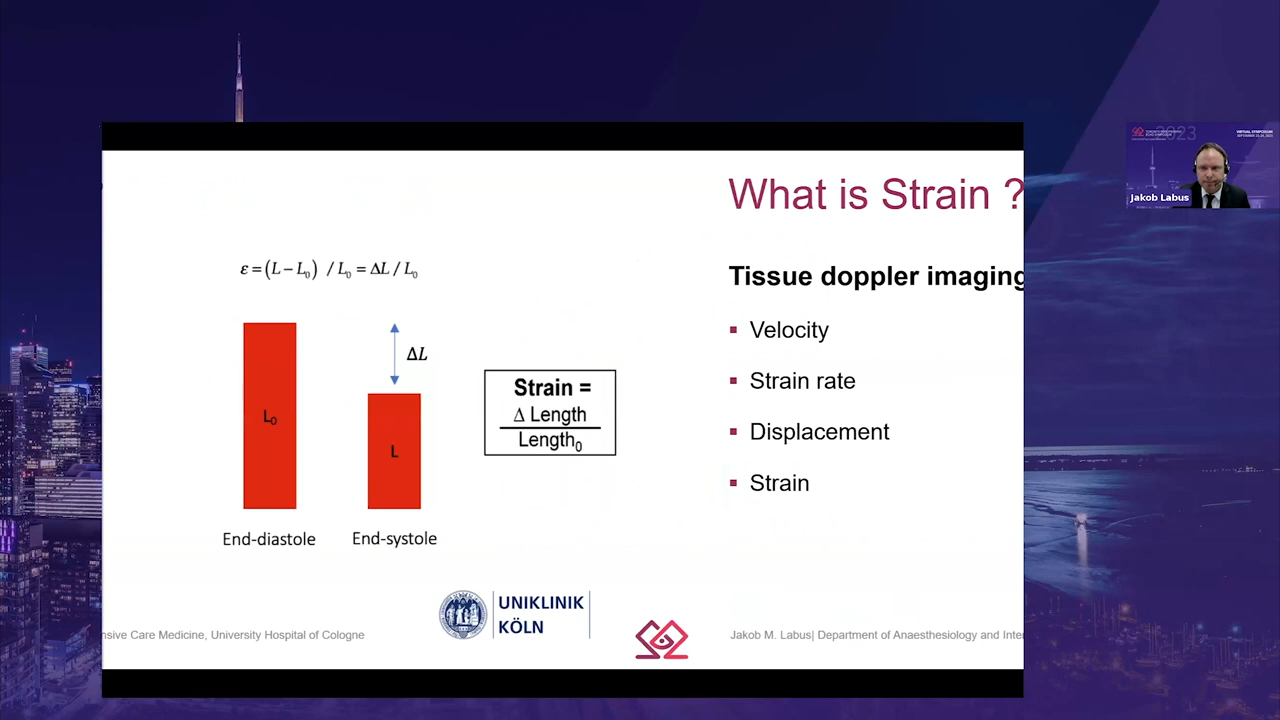 What is Strain ?
ε = (L − L₀) / L₀ = ΔL / L₀
ΔL
L₀
L
End-diastole
End-systole
Strain =
Δ Length
Length₀
Tissue doppler imaging
Velocity
Strain rate
Displacement
Strain
UNIKLINIK
KÖLN
nsive Care Medicine, University Hospital of Cologne
Jakob M. Labus| Department of Anaesthesiology and Inte
2023
Jakob Labus